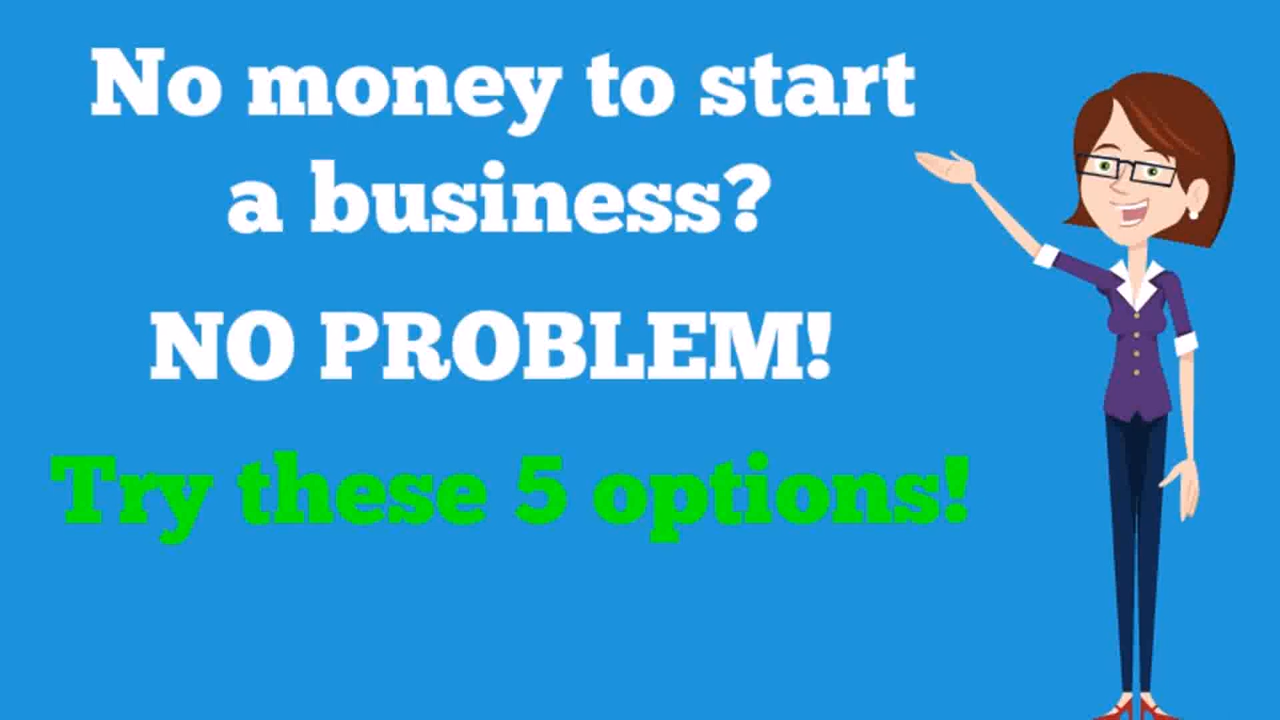 No money to start
a business?
NO PROBLEM!
Try these 5 options!